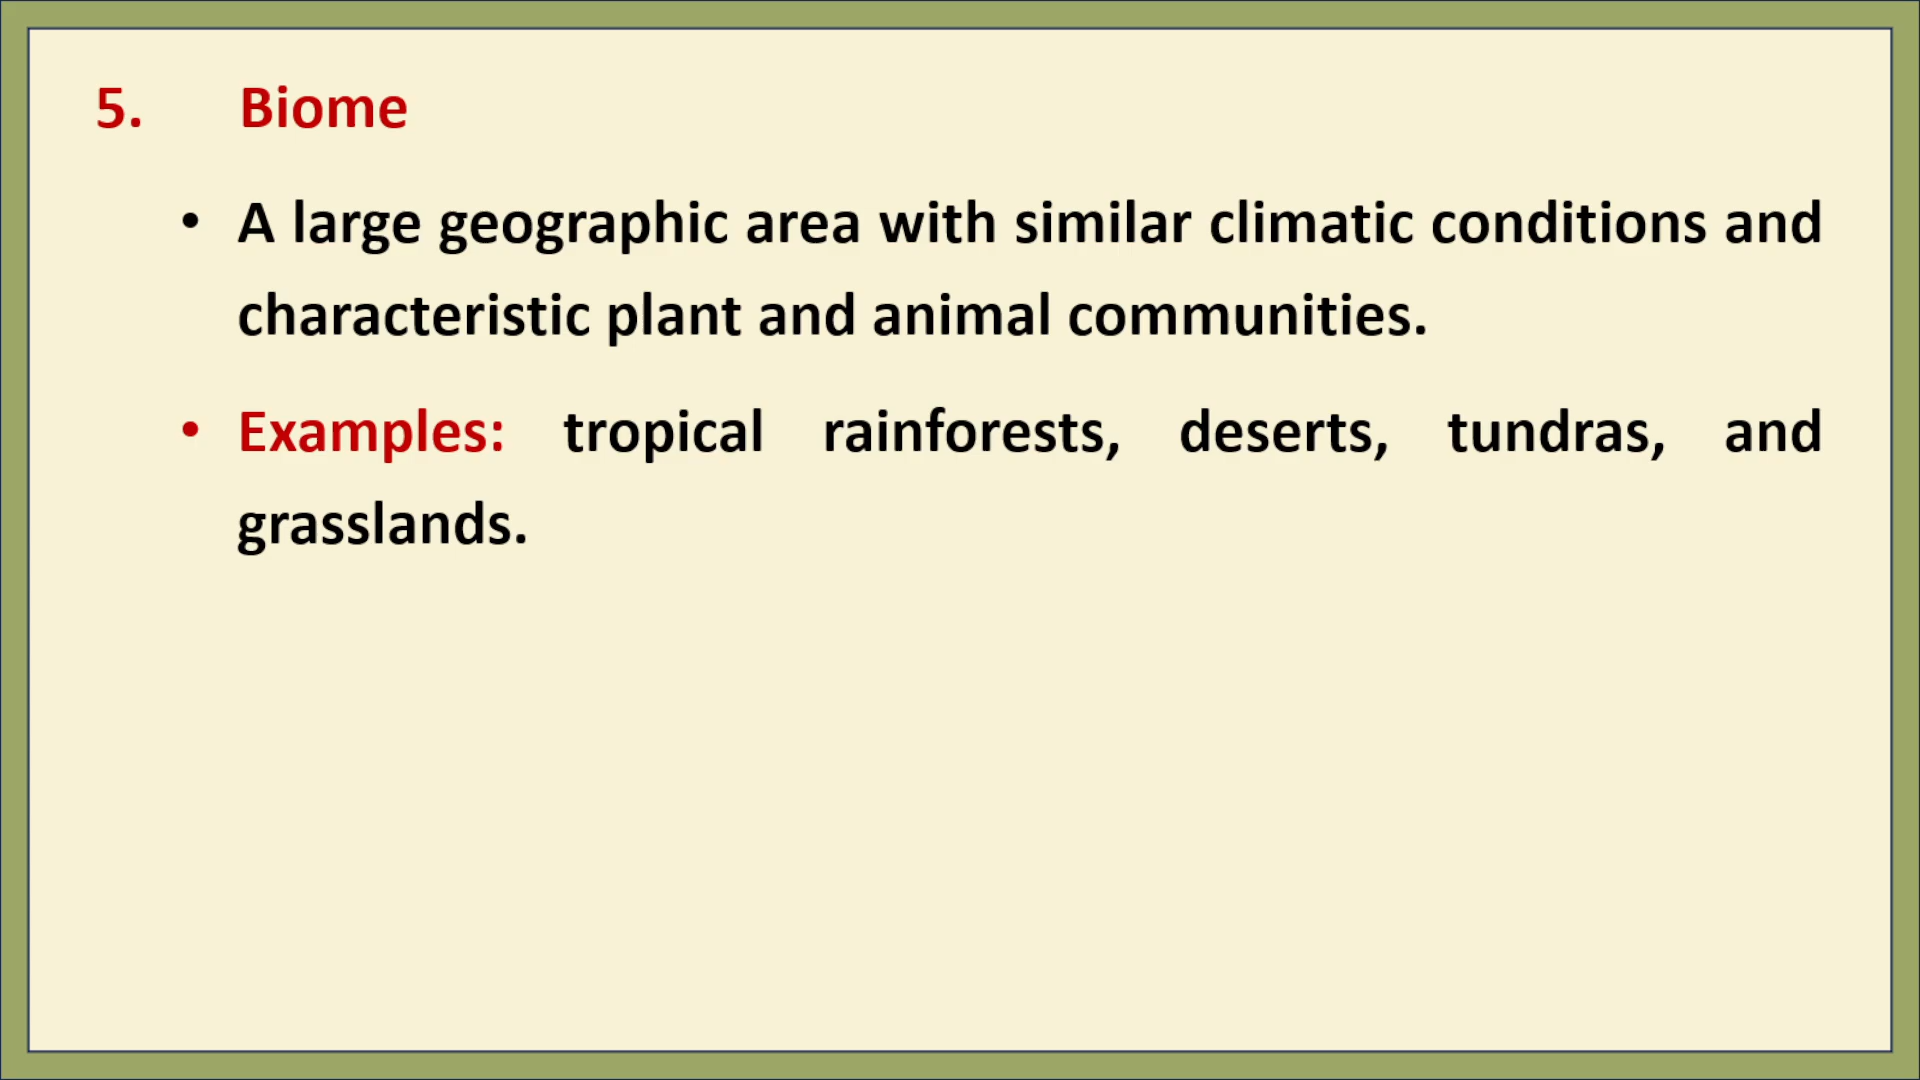 5. Biome
• A large geographic area with similar climatic conditions and
characteristic plant and animal communities.
• Examples: tropical rainforests, deserts, tundras, and
grasslands.